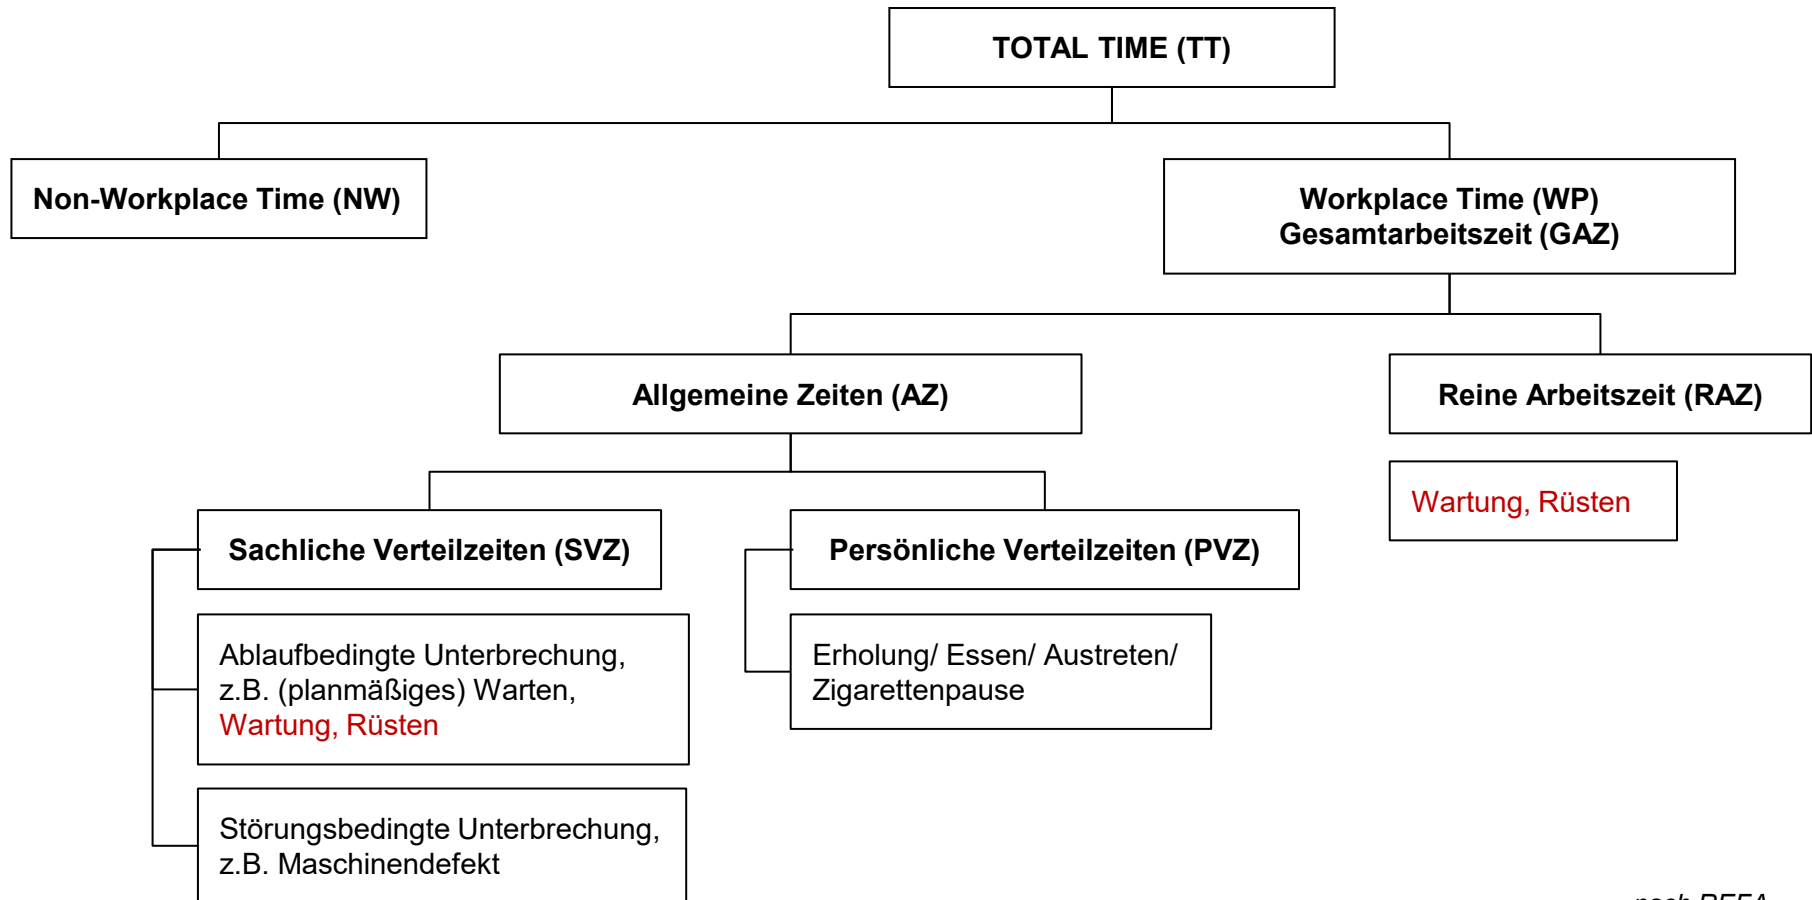 TOTAL TIME (TT)
Non-Workplace Time (NW)
Workplace Time (WP)
Gesamtarbeitszeit (GAZ)
Allgemeine Zeiten (AZ)
Reine Arbeitszeit (RAZ)
Wartung, Rüsten
Sachliche Verteilzeiten (SVZ)
Persönliche Verteilzeiten (PVZ)
Ablaufbedingte Unterbrechung,
z.B. (planmäßiges) Warten,
Wartung, Rüsten
Erholung/ Essen/ Austreten/
Zigarettenpause
Störungsbedingte Unterbrechung,
z.B. Maschinendefekt
nach REFA